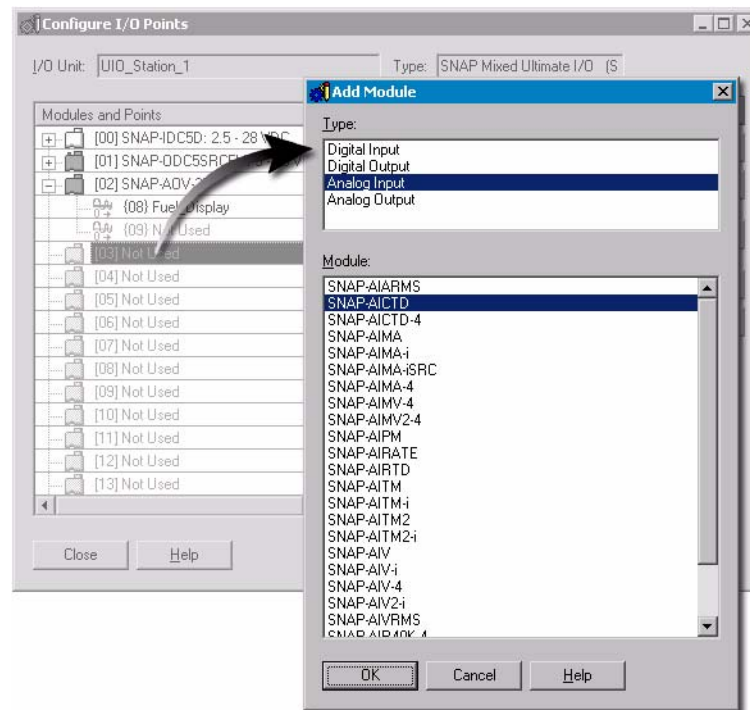 Configure I/O Points
I/O Unit: UIO_Station_1 Type: SNAP Mixed Ultimate I/O (S
Modules and Points
[00] SNAP-IDC5D: 2.5 - 28 VDC
[01] SNAP-ODC5SRC
[02] SNAP-AOV-
{08} Fuel_Display
{09} Not Used
[03] Not Used
[04] Not Used
[05] Not Used
[06] Not Used
[07] Not Used
[08] Not Used
[09] Not Used
[10] Not Used
[11] Not Used
[12] Not Used
[13] Not Used
Close Help
Add Module
Type:
Digital Input
Digital Output
Analog Input
Analog Output
Module:
SNAP-AIARMS
SNAP-AICTD
SNAP-AICTD-4
SNAP-AIMA
SNAP-AIMA-i
SNAP-AIMA-iSRC
SNAP-AIMA-4
SNAP-AIMV-4
SNAP-AIMV2-4
SNAP-AIPM
SNAP-AIRATE
SNAP-AIRTD
SNAP-AITM
SNAP-AITM-i
SNAP-AITM2
SNAP-AITM2-i
SNAP-AIV
SNAP-AIV-i
SNAP-AIV-4
SNAP-AIV2-i
SNAP-AIVRMS
SNAP-AIR40K-4
OK Cancel Help